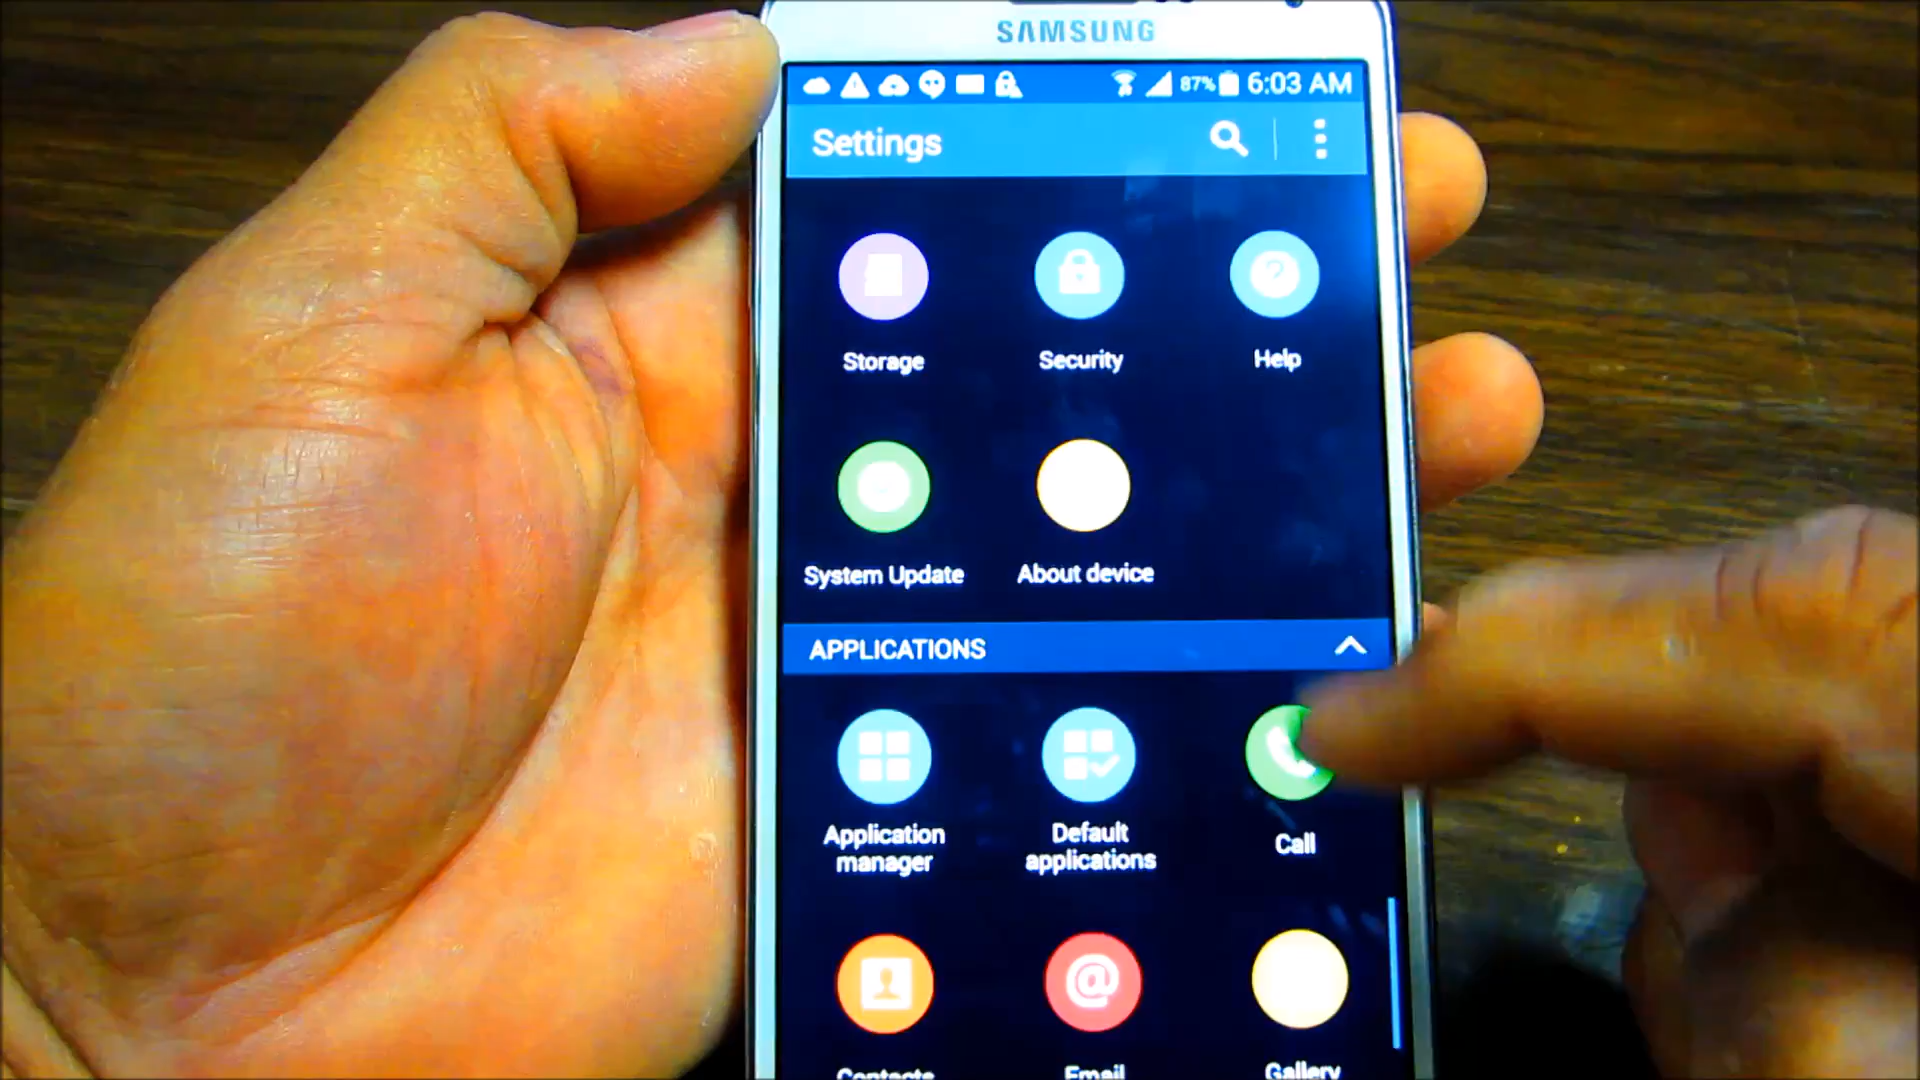 SAMSUNG
87% 6:03 AM
Settings
Storage Security Help
System Update About device
APPLICATIONS
Application manager
Default applications
Call
Contacts Email Gallery